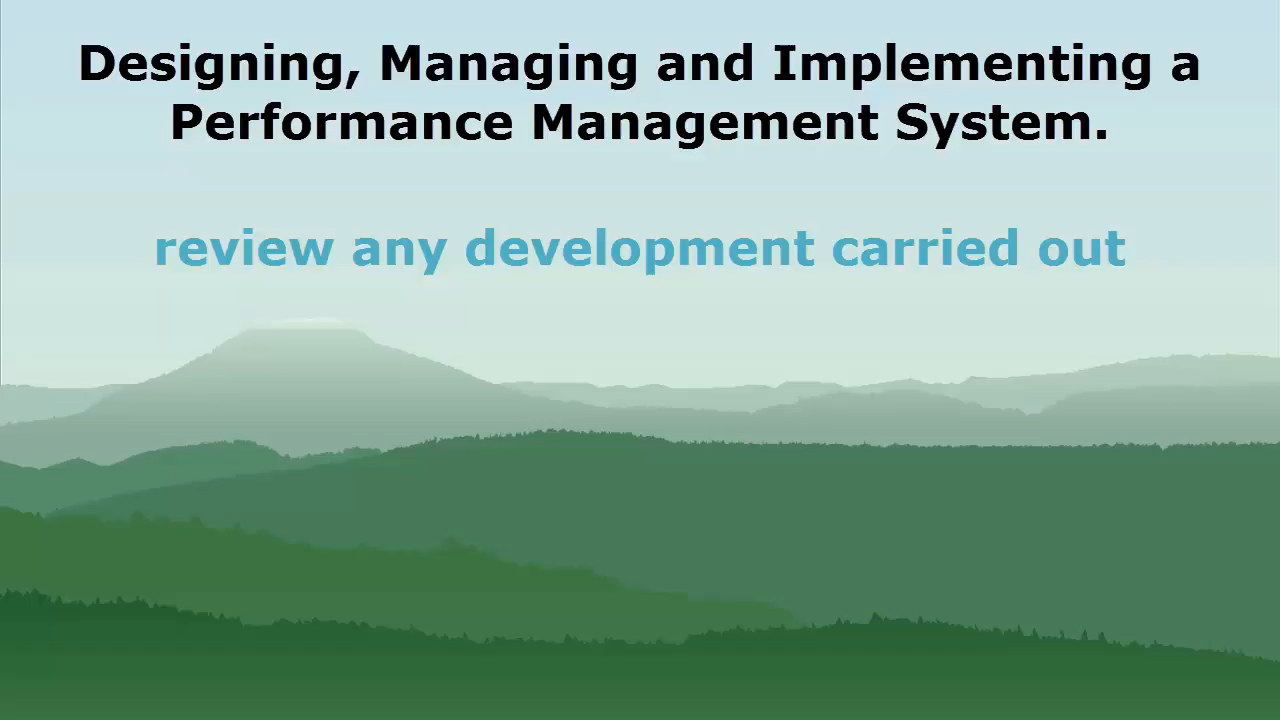 Designing, Managing and Implementing a
Performance Management System.
review any development carried out